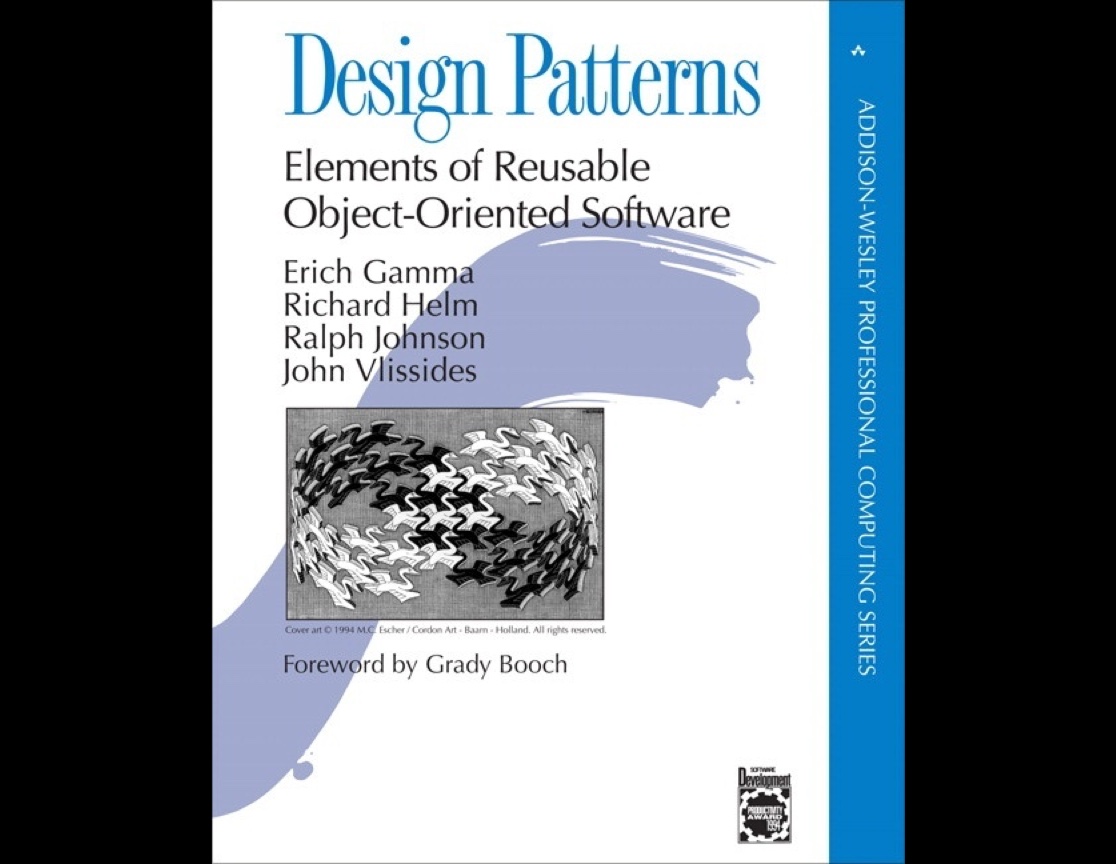 Design Patterns
Elements of Reusable
Object-Oriented Software
Erich Gamma
Richard Helm
Ralph Johnson
John Vlissides
Cover art © 1994 M.C. Escher / Cordon Art - Baarn - Holland. All rights reserved.
Foreword by Grady Booch
SOFTWARE
Development
PRODUCTIVITY
AWARD
1994
ADDISON-WESLEY PROFESSIONAL COMPUTING SERIES